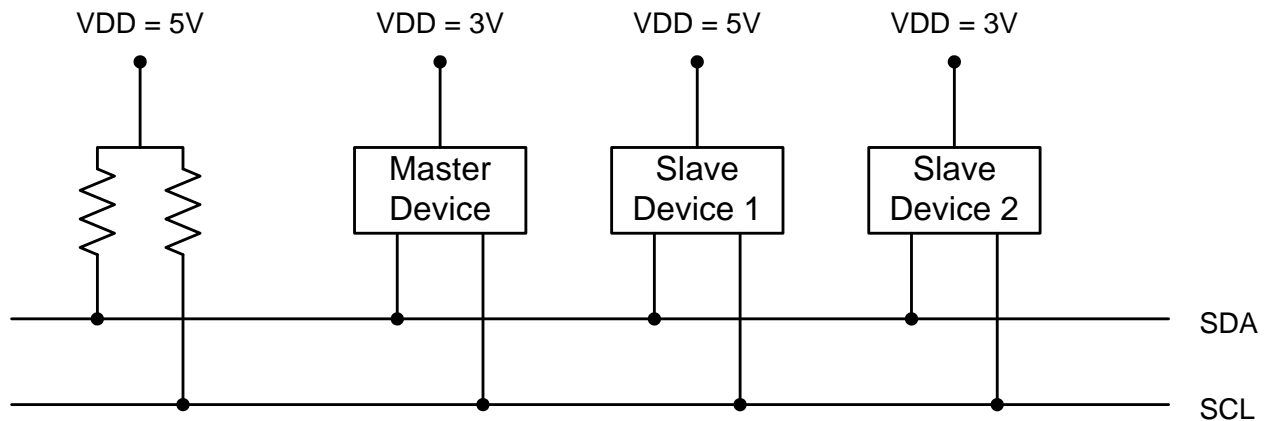 VDD = 5V
VDD = 3V
VDD = 5V
VDD = 3V
Master
Device
Slave
Device 1
Slave
Device 2
SDA
SCL